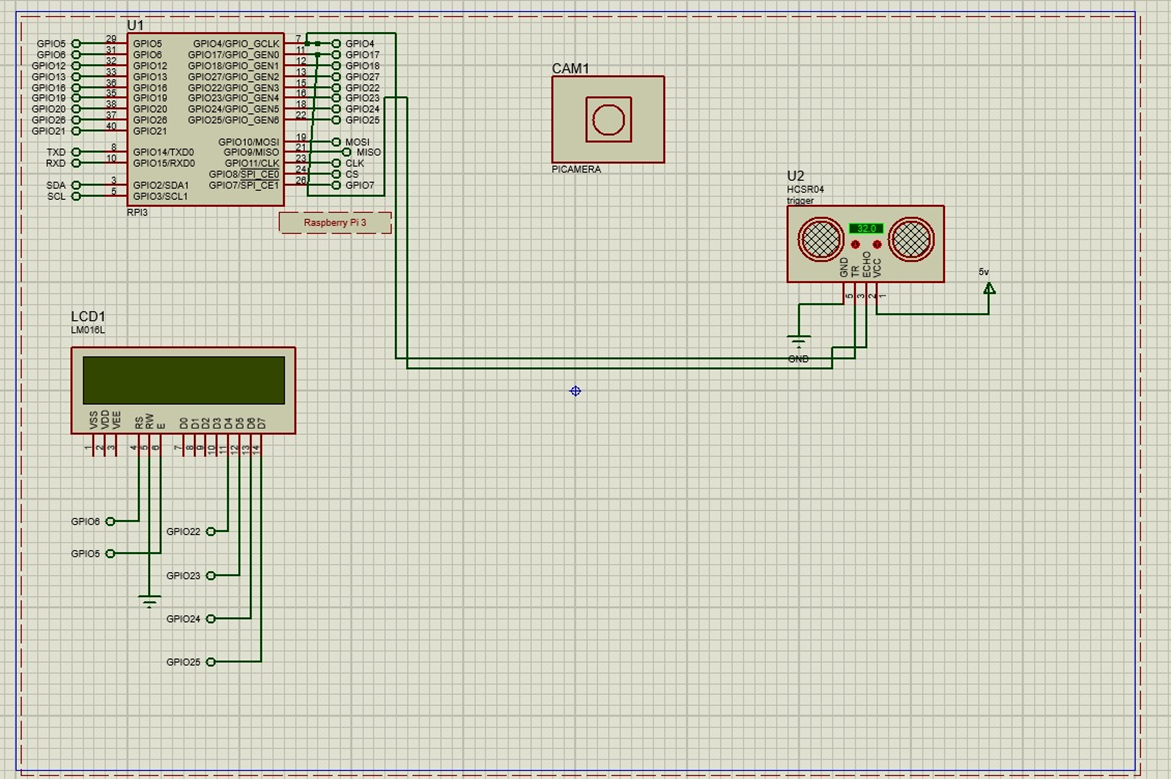 U1
29 GPIO5 GPIO5 GPIO4/GPIO_GCLK 7 GPIO4
31 GPIO6 GPIO6 GPIO17/GPIO_GEN0 11 GPIO17
32 GPIO12 GPIO12 GPIO18/GPIO_GEN1 12 GPIO18
33 GPIO13 GPIO13 GPIO27/GPIO_GEN2 13 GPIO27
36 GPIO16 GPIO16 GPIO22/GPIO_GEN3 15 GPIO22
35 GPIO19 GPIO19 GPIO23/GPIO_GEN4 16 GPIO23
38 GPIO20 GPIO20 GPIO24/GPIO_GEN5 18 GPIO24
37 GPIO26 GPIO26 GPIO25/GPIO_GEN6 22 GPIO25
40 GPIO21 GPIO21
GPIO10/MOSI 19 MOSI
TXD 8 GPIO14/TXD0 GPIO9/MISO 21 MISO
RXD 10 GPIO15/RXD0 GPIO11/CLK 23 CLK
GPIO8/SPI_CE0 24 CS
SDA 3 GPIO2/SDA1 GPIO7/SPI_CE1 26 GPIO7
SCL 5 GPIO3/SCL1
RPI3
Raspberry Pi 3
CAM1
PICAMERA
U2
HCSR04
trigger
32.0
GND TR ECHO VCC
5 3 2 1
5v
GND
LCD1
LM016L
VSS VDD VEE RS RW E D0 D1 D2 D3 D4 D5 D6 D7
1 2 3 4 5 6 7 8 9 10 11 12 13 14
GPIO6
GPIO22
GPIO5
GPIO23
GPIO24
GPIO25